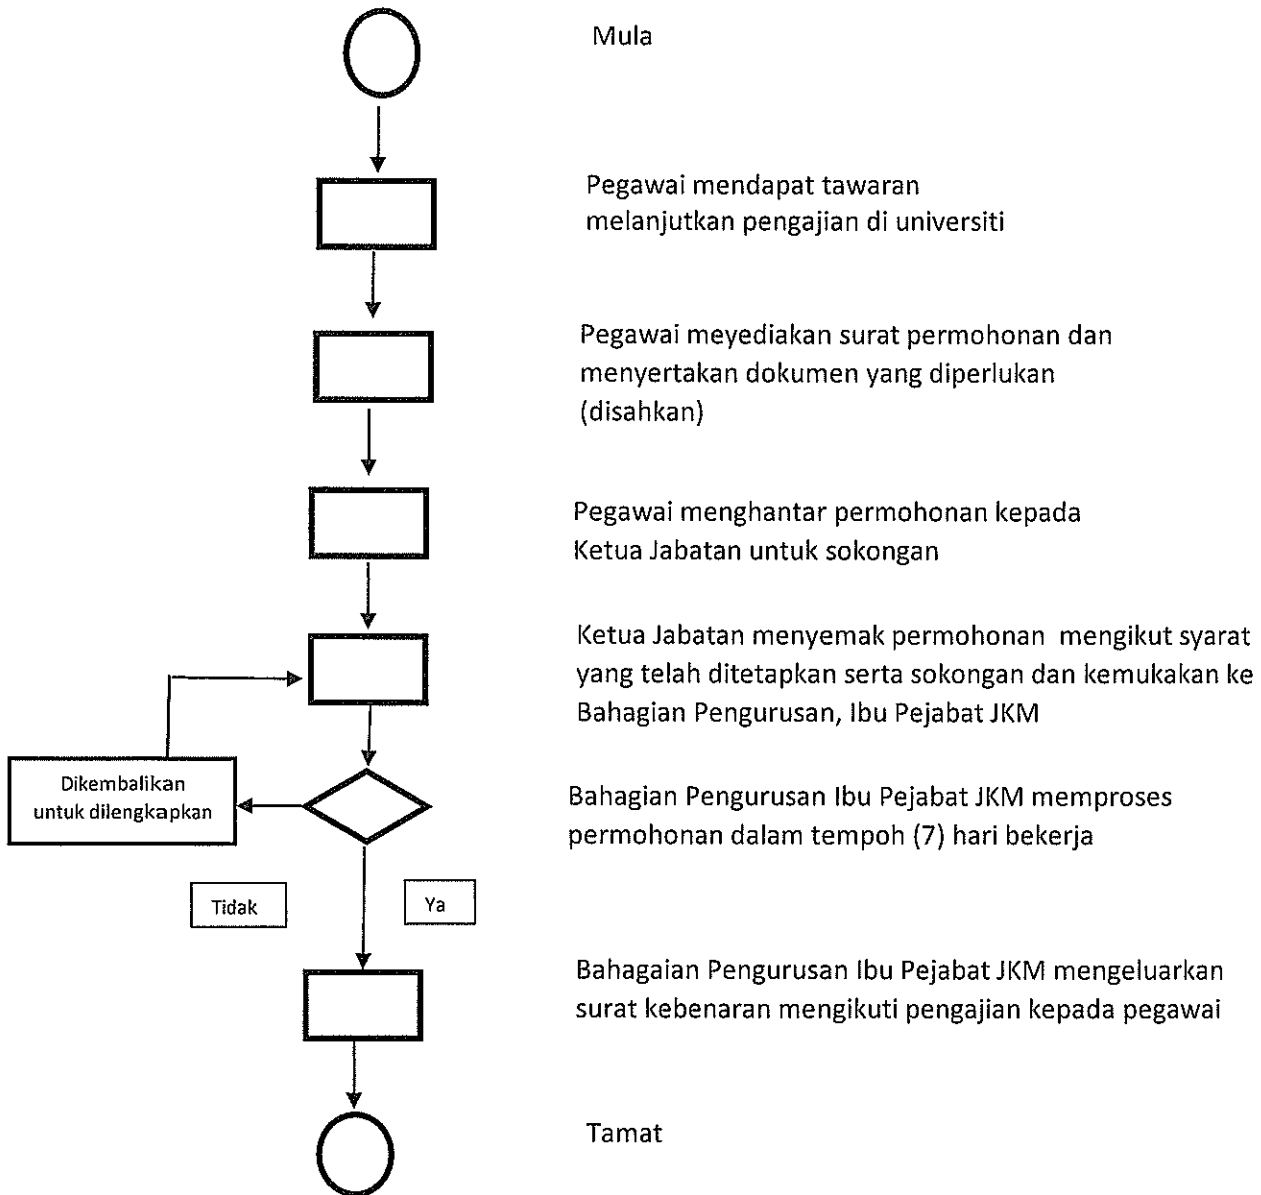 Mula
Pegawai mendapat tawaran
melanjutkan pengajian di universiti
Pegawai meyediakan surat permohonan dan
menyertakan dokumen yang diperlukan
(disahkan)
Pegawai menghantar permohonan kepada
Ketua Jabatan untuk sokongan
Ketua Jabatan menyemak permohonan mengikut syarat
yang telah ditetapkan serta sokongan dan kemukakan ke
Bahagian Pengurusan, Ibu Pejabat JKM
Dikembalikan
untuk dilengkapkan
Bahagian Pengurusan Ibu Pejabat JKM memproses
permohonan dalam tempoh (7) hari bekerja
Tidak
Ya
Bahagaian Pengurusan Ibu Pejabat JKM mengeluarkan
surat kebenaran mengikuti pengajian kepada pegawai
Tamat